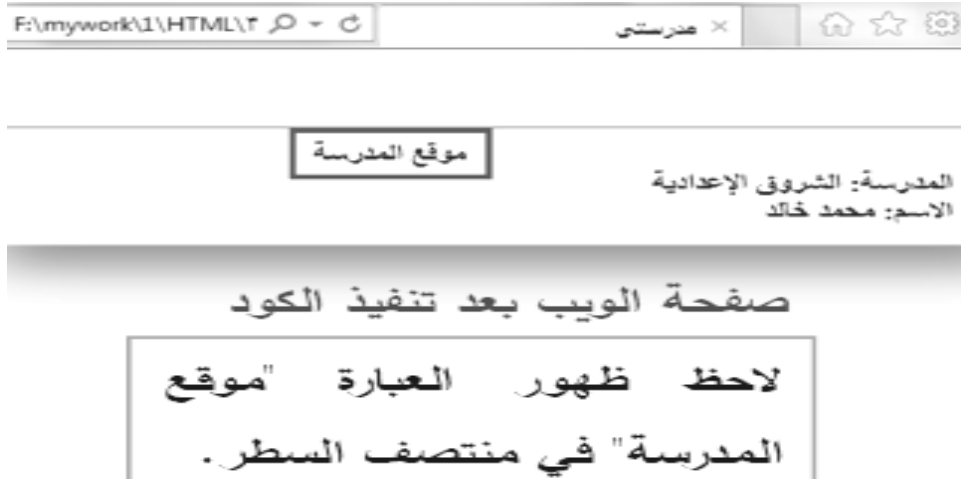 F:\mywork\1\HTML\٣
مدرستى
موقع المدرسة
المدرسة: الشروق الإعدادية
الاسم: محمد خالد
صفحة الويب بعد تنفيذ الكود
لاحظ ظهور العبارة "موقع
المدرسة" في منتصف السطر.